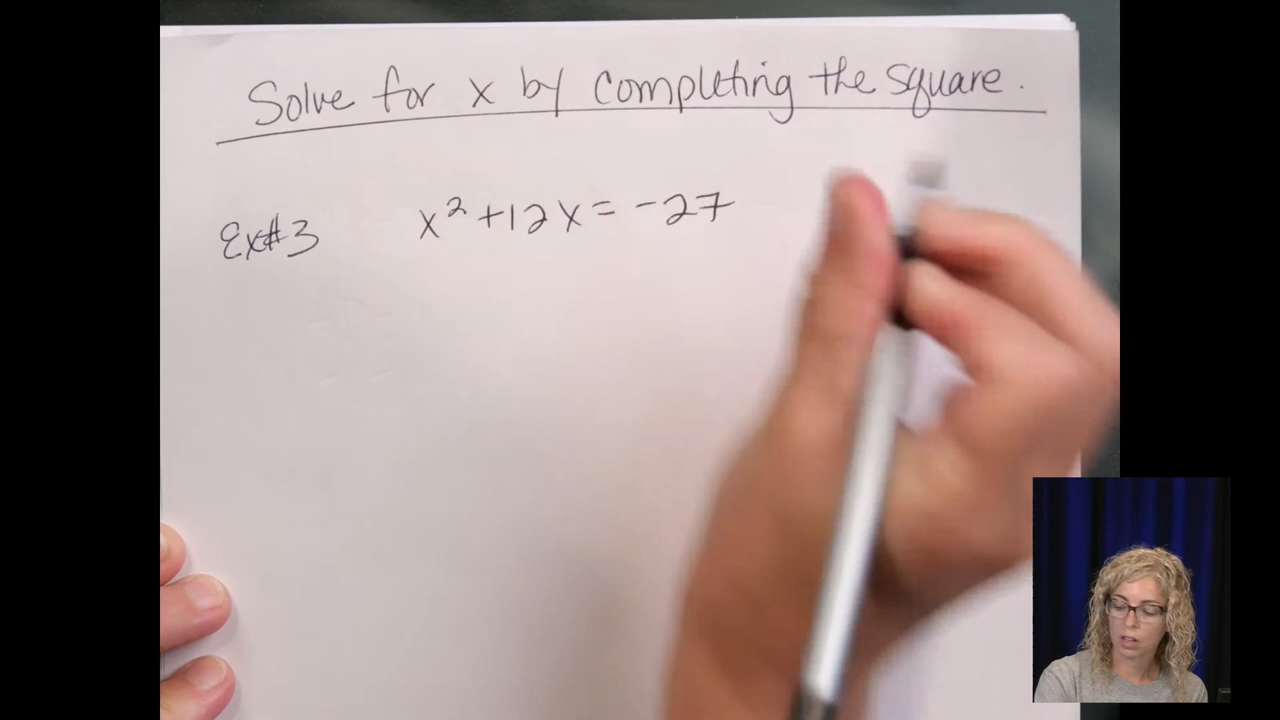 Solve for x by completing the square.
Ex#3 x² +12x = -27